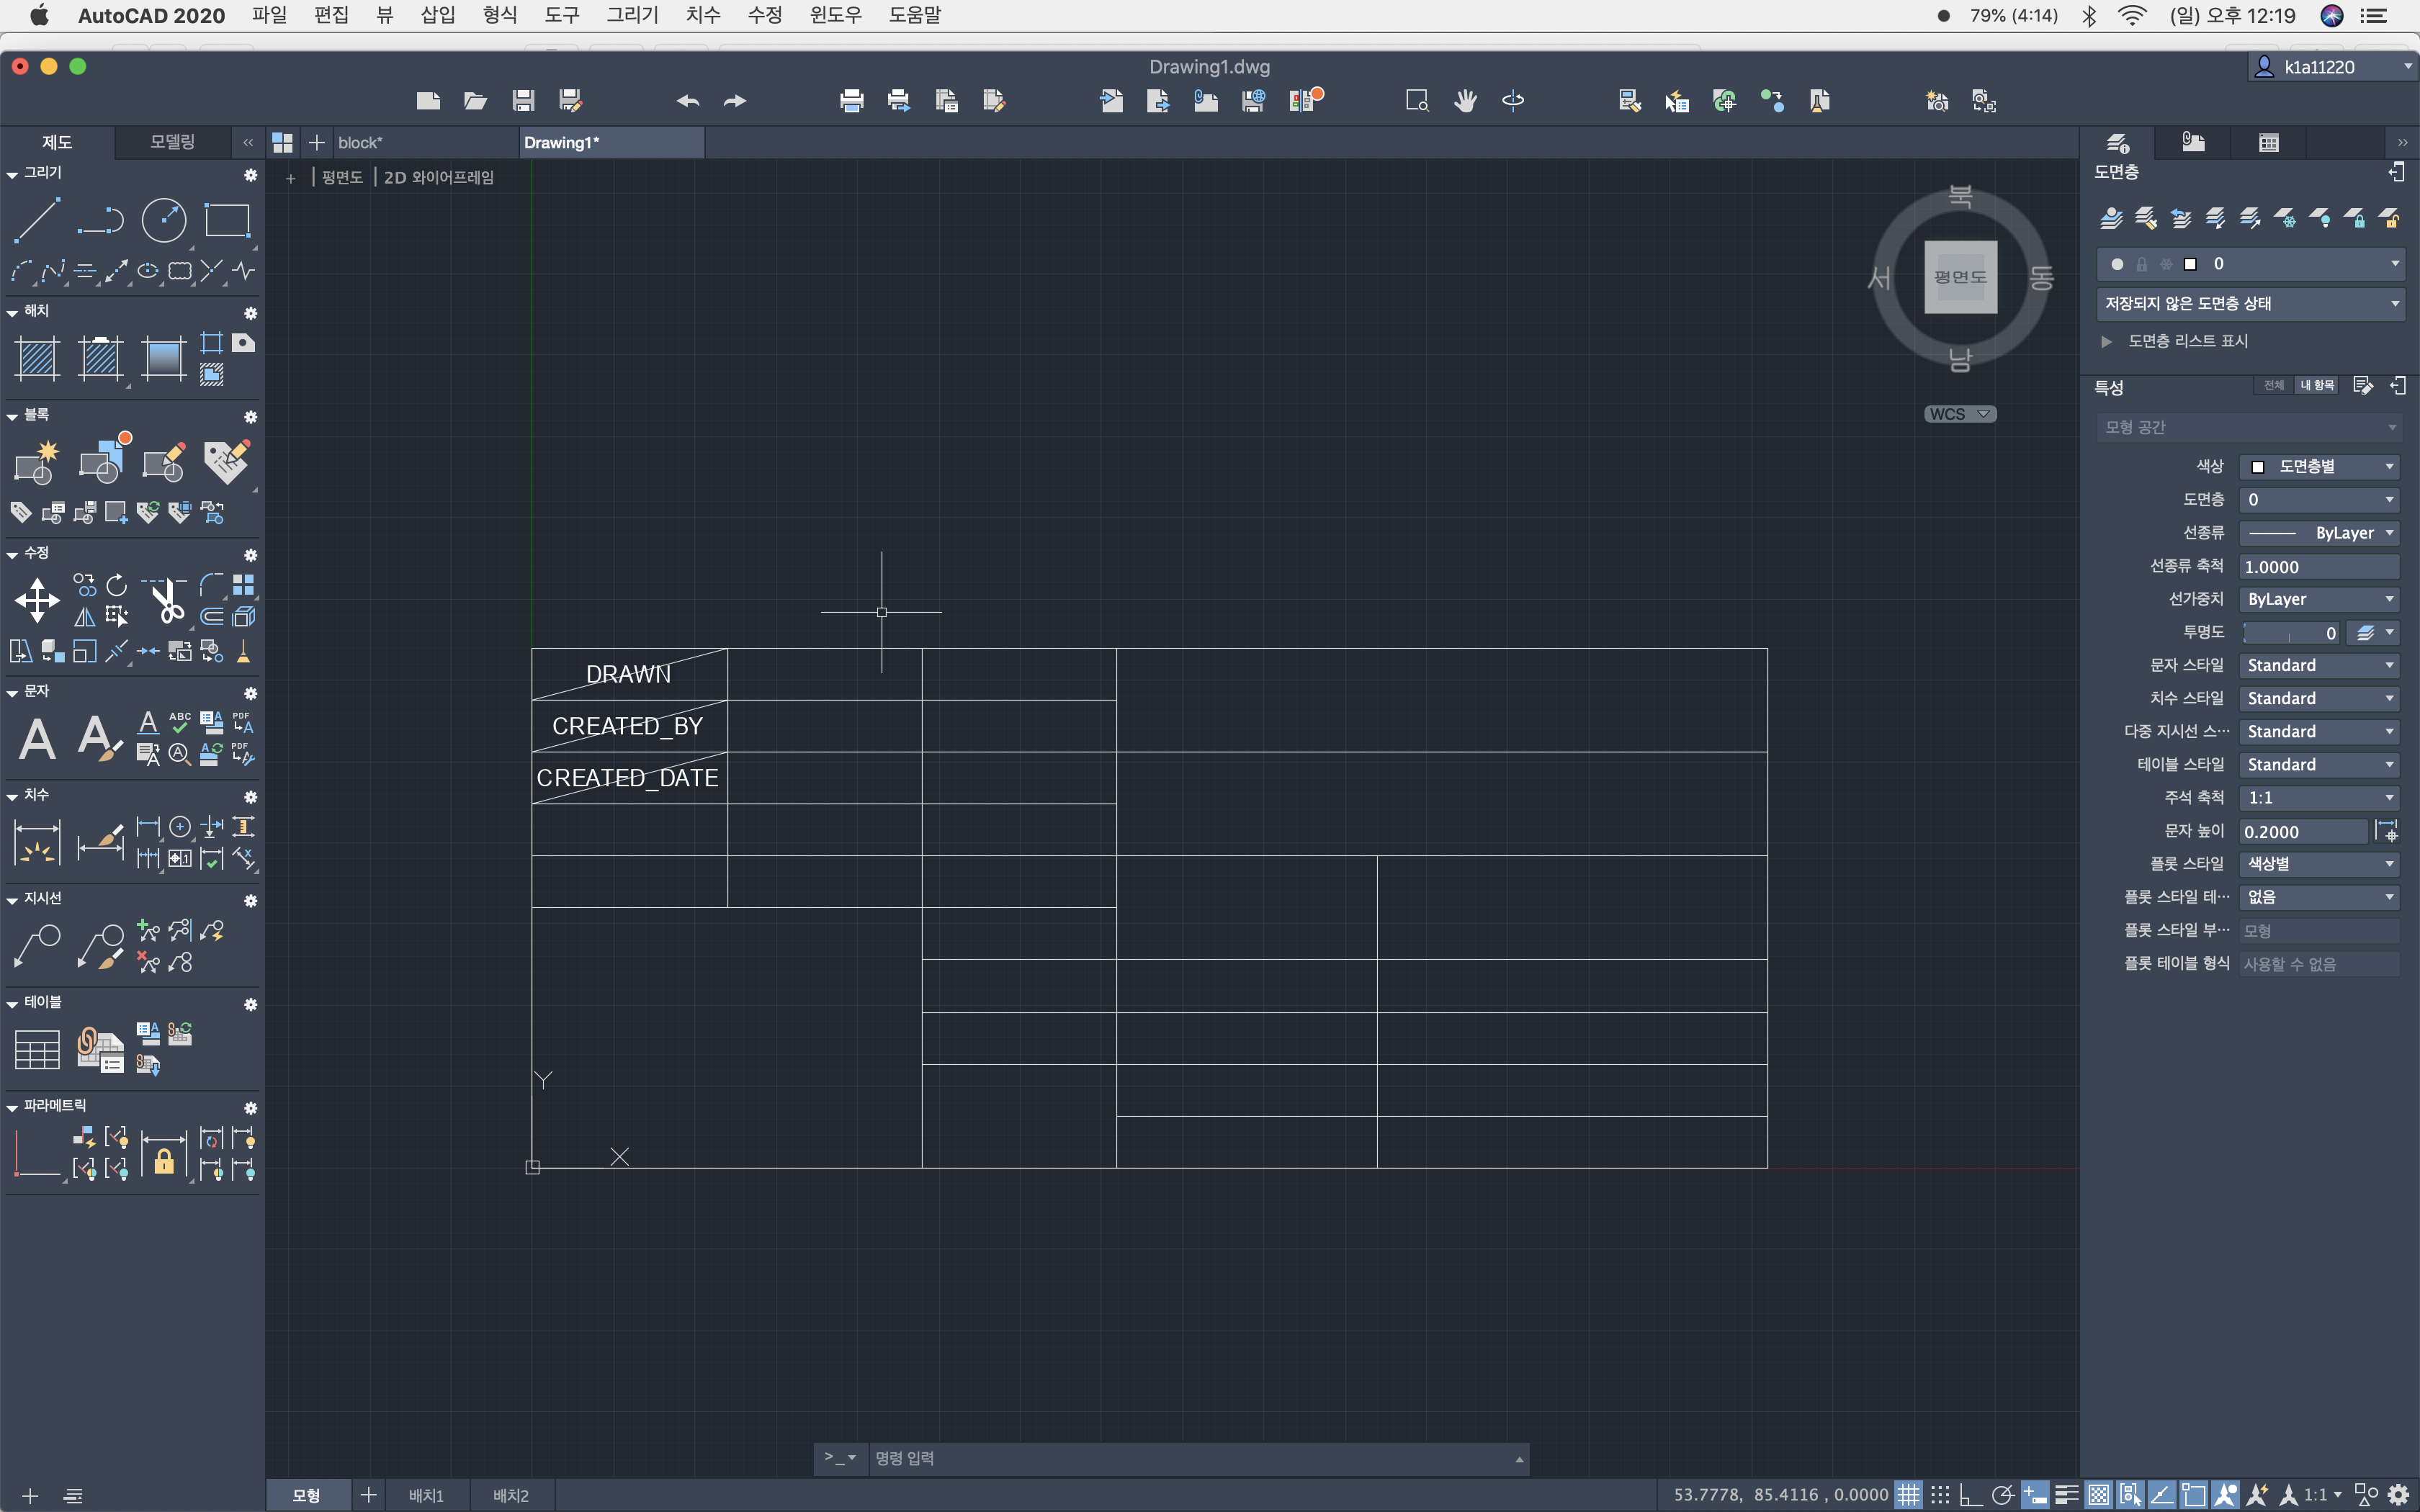 AutoCAD 2020 파일 편집 뷰 삽입 형식 도구 그리기 치수 수정 윈도우 도움말 79% (4:14) (일) 오후 12:19
Drawing1.dwg
k1a11220
제도 모델링 block* Drawing1*
그리기
평면도 2D 와이어프레임
해치
블록
수정
문자
ABC
PDF
PDF
치수
지시선
테이블
파라메트릭
북
서 평면도 동
남
WCS
DRAWN
CREATED_BY
CREATED_DATE
Y
X
도면층
0
저장되지 않은 도면층 상태
도면층 리스트 표시
특성 전체 내 항목
모형 공간
색상 도면층별
도면층 0
선종류 ByLayer
선종류 축척 1.0000
선가중치 ByLayer
투명도 0
문자 스타일 Standard
치수 스타일 Standard
다중 지시선 스… Standard
테이블 스타일 Standard
주석 축척 1:1
문자 높이 0.2000
플롯 스타일 색상별
플롯 스타일 테… 없음
플롯 스타일 부… 모형
플롯 테이블 형식 사용할 수 없음
>_ 명령 입력
모형 배치1 배치2 53.7778, 85.4116 , 0.0000 1:1